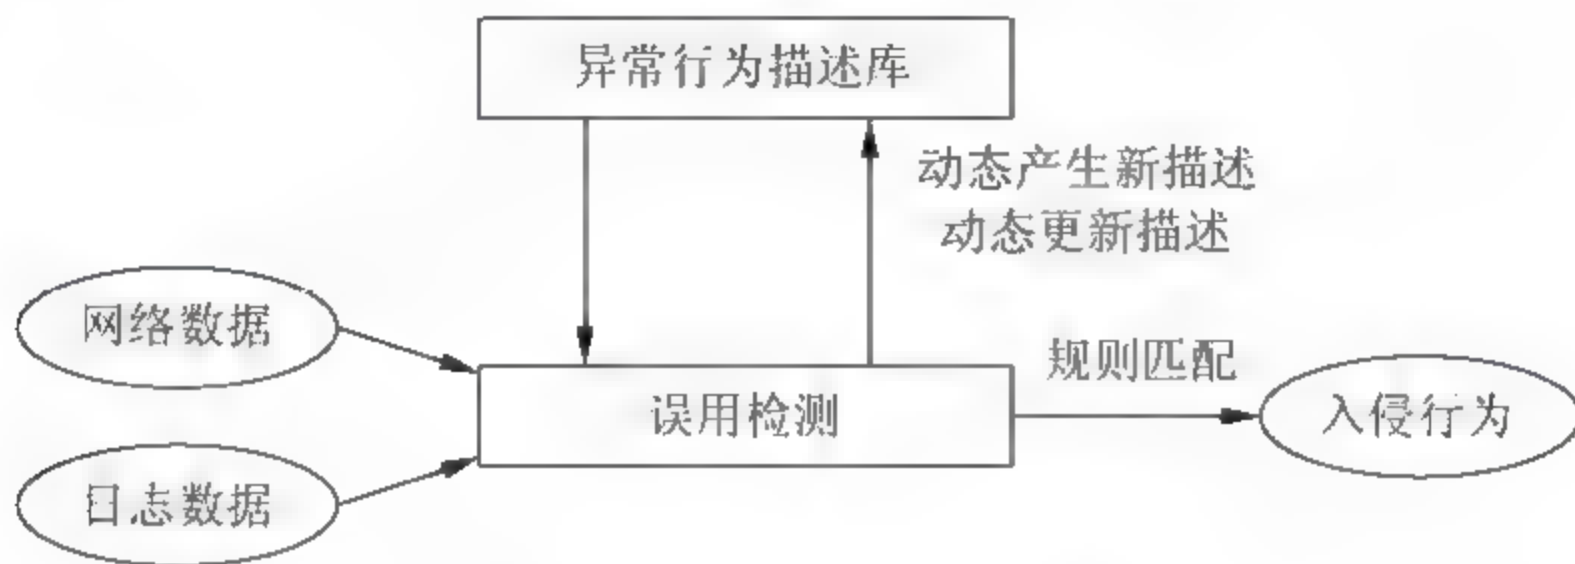 异常行为描述库
动态产生新描述
动态更新描述
网络数据
规则匹配
误用检测
入侵行为
日志数据